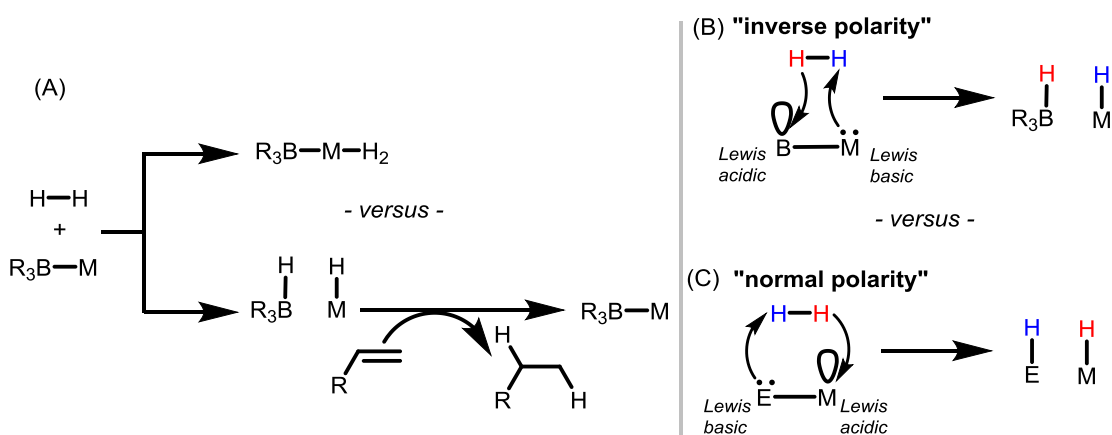 (A)
H–H
+
R₃B–M
R₃B–M–H₂
- versus -
H H
R₃B M
R
H
R H
R₃B–M
(B) "inverse polarity"
H–H
B–M
Lewis
acidic
Lewis
basic
H H
R₃B M
- versus -
(C) "normal polarity"
H–H
E–M
Lewis
basic
Lewis
acidic
H H
E M